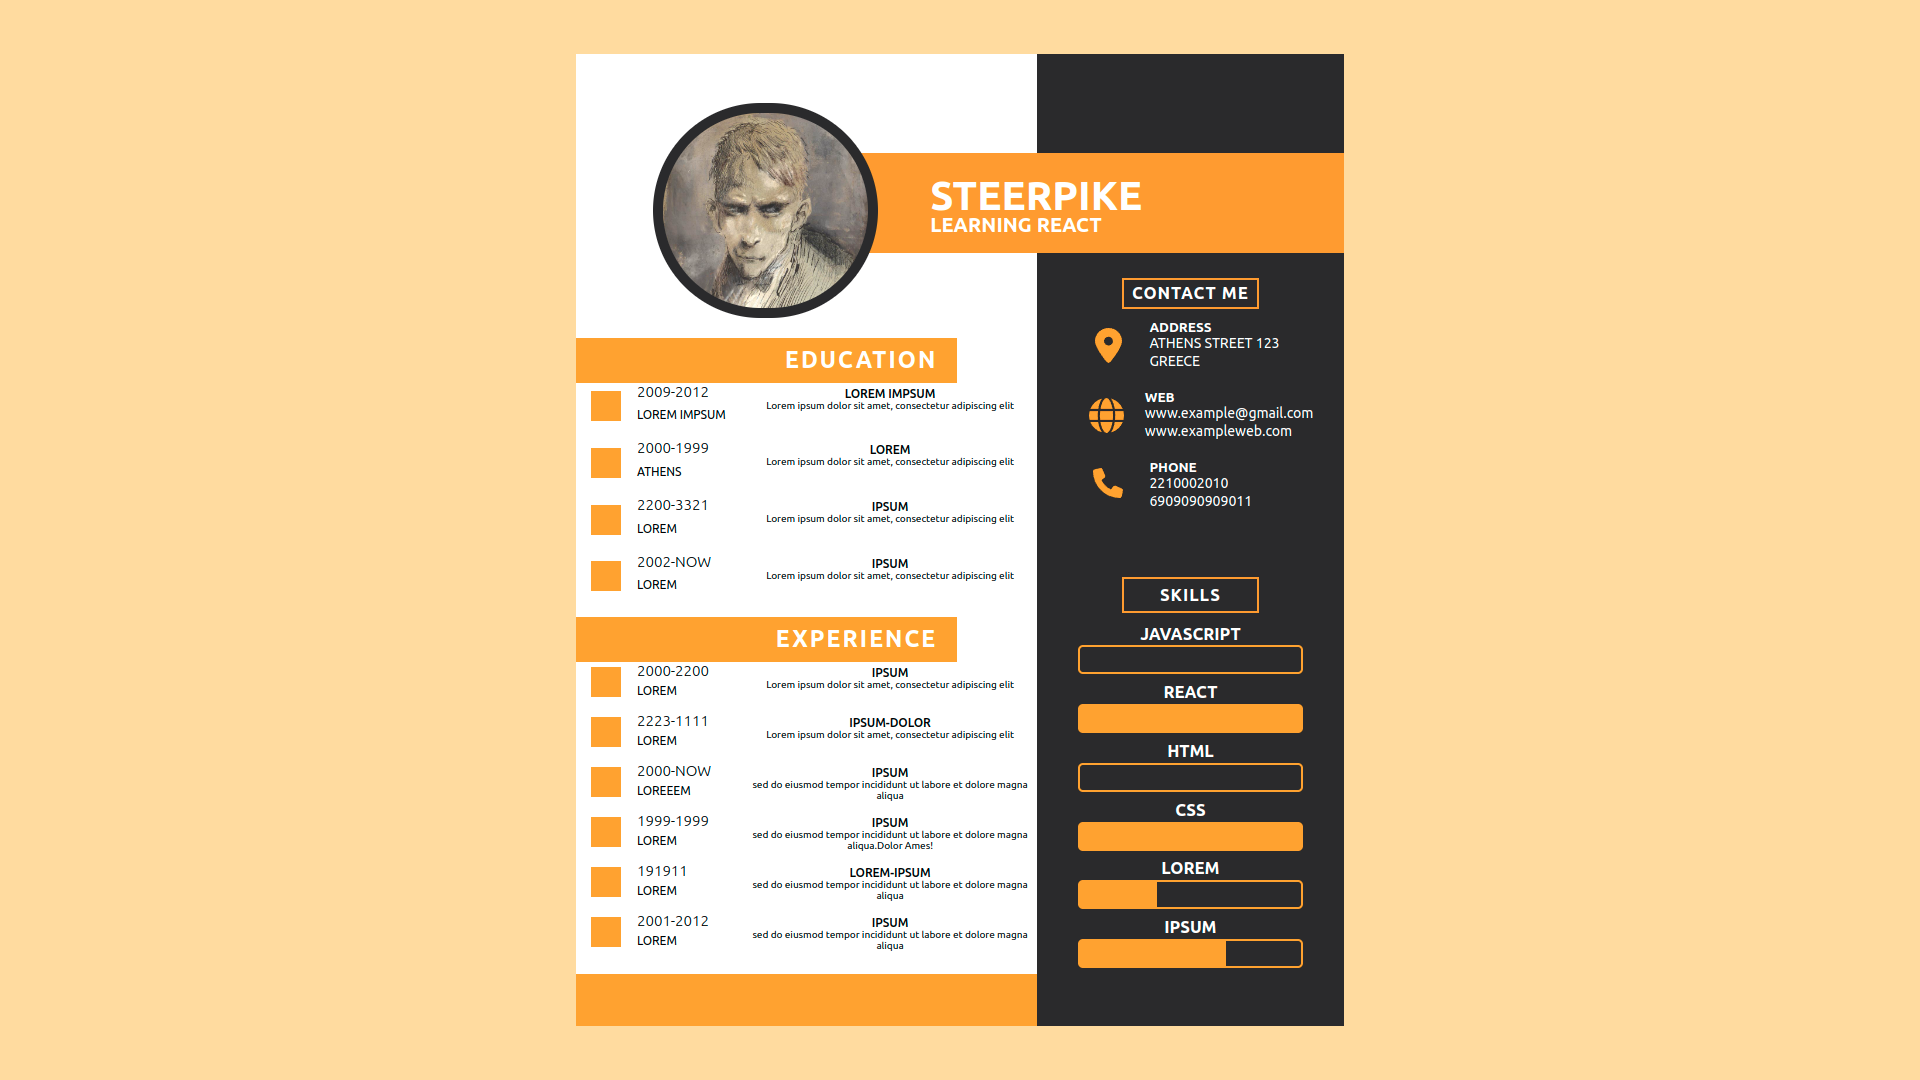 STEERPIKE
LEARNING REACT
EDUCATION
2009-2012
LOREM IMPSUM
LOREM IMPSUM
Lorem ipsum dolor sit amet, consectetur adipiscing elit
2000-1999
ATHENS
LOREM
Lorem ipsum dolor sit amet, consectetur adipiscing elit
2200-3321
LOREM
IPSUM
Lorem ipsum dolor sit amet, consectetur adipiscing elit
2002-NOW
LOREM
IPSUM
Lorem ipsum dolor sit amet, consectetur adipiscing elit
EXPERIENCE
2000-2200
LOREM
IPSUM
Lorem ipsum dolor sit amet, consectetur adipiscing elit
2223-1111
LOREM
IPSUM-DOLOR
Lorem ipsum dolor sit amet, consectetur adipiscing elit
2000-NOW
LOREEEM
IPSUM
sed do eiusmod tempor incididunt ut labore et dolore magna
aliqua
1999-1999
LOREM
IPSUM
sed do eiusmod tempor incididunt ut labore et dolore magna
aliqua.Dolor Ames!
191911
LOREM
LOREM-IPSUM
sed do eiusmod tempor incididunt ut labore et dolore magna
aliqua
2001-2012
LOREM
IPSUM
sed do eiusmod tempor incididunt ut labore et dolore magna
aliqua
CONTACT ME
ADDRESS
ATHENS STREET 123
GREECE
WEB
www.example@gmail.com
www.exampleweb.com
PHONE
2210002010
6909090909011
SKILLS
JAVASCRIPT
REACT
HTML
CSS
LOREM
IPSUM